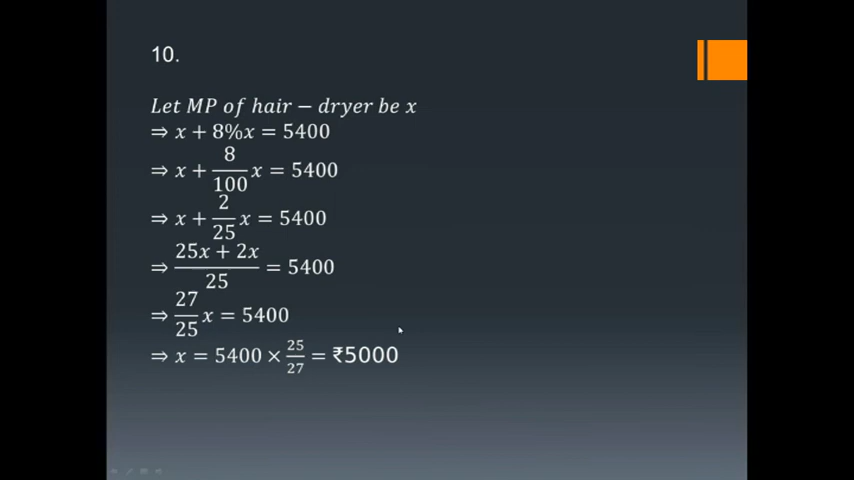 10.
Let MP of hair − dryer be x
⇒ x + 8%x = 5400
⇒ x + 8/100 x = 5400
⇒ x + 2/25 x = 5400
⇒ (25x + 2x)/25 = 5400
⇒ 27/25 x = 5400
⇒ x = 5400 × 25/27 = ₹5000